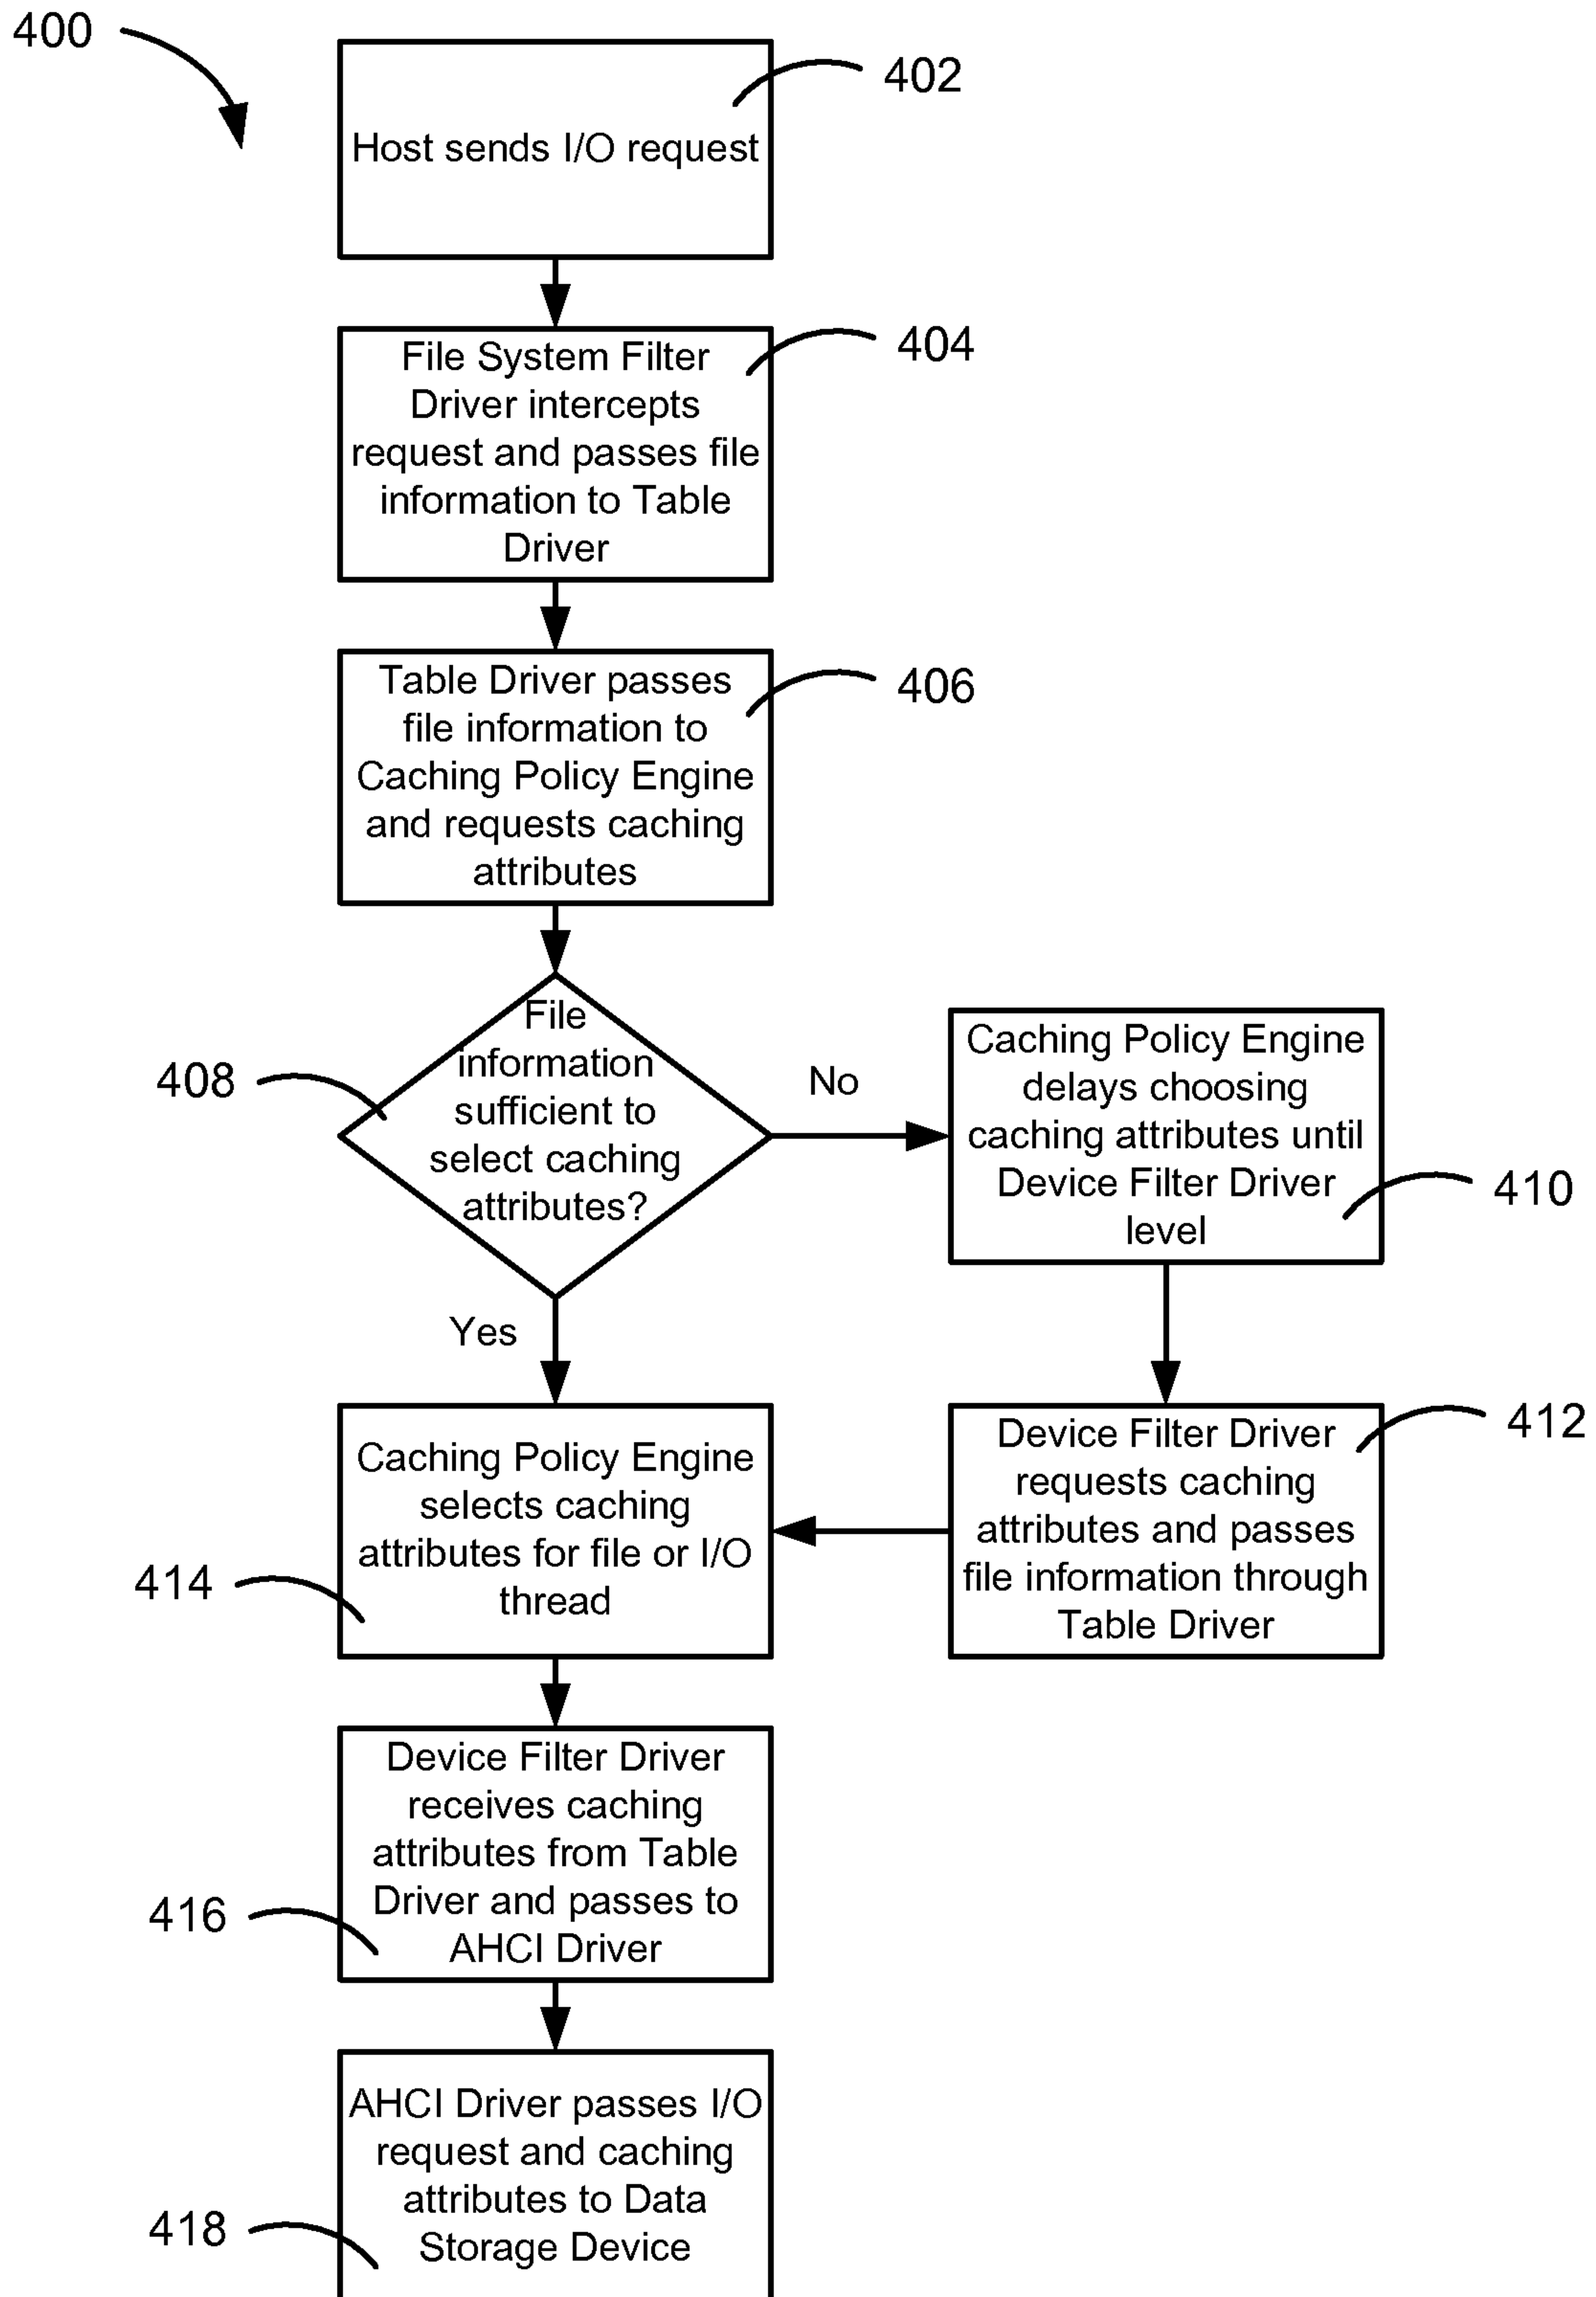 400
402
Host sends I/O request
404
File System Filter
Driver intercepts
request and passes file
information to Table
Driver
406
Table Driver passes
file information to
Caching Policy Engine
and requests caching
attributes
408
File
information
sufficient to
select caching
attributes?
No
Yes
410
Caching Policy Engine
delays choosing
caching attributes until
Device Filter Driver
level
412
Device Filter Driver
requests caching
attributes and passes
file information through
Table Driver
414
Caching Policy Engine
selects caching
attributes for file or I/O
thread
416
Device Filter Driver
receives caching
attributes from Table
Driver and passes to
AHCI Driver
418
AHCI Driver passes I/O
request and caching
attributes to Data
Storage Device